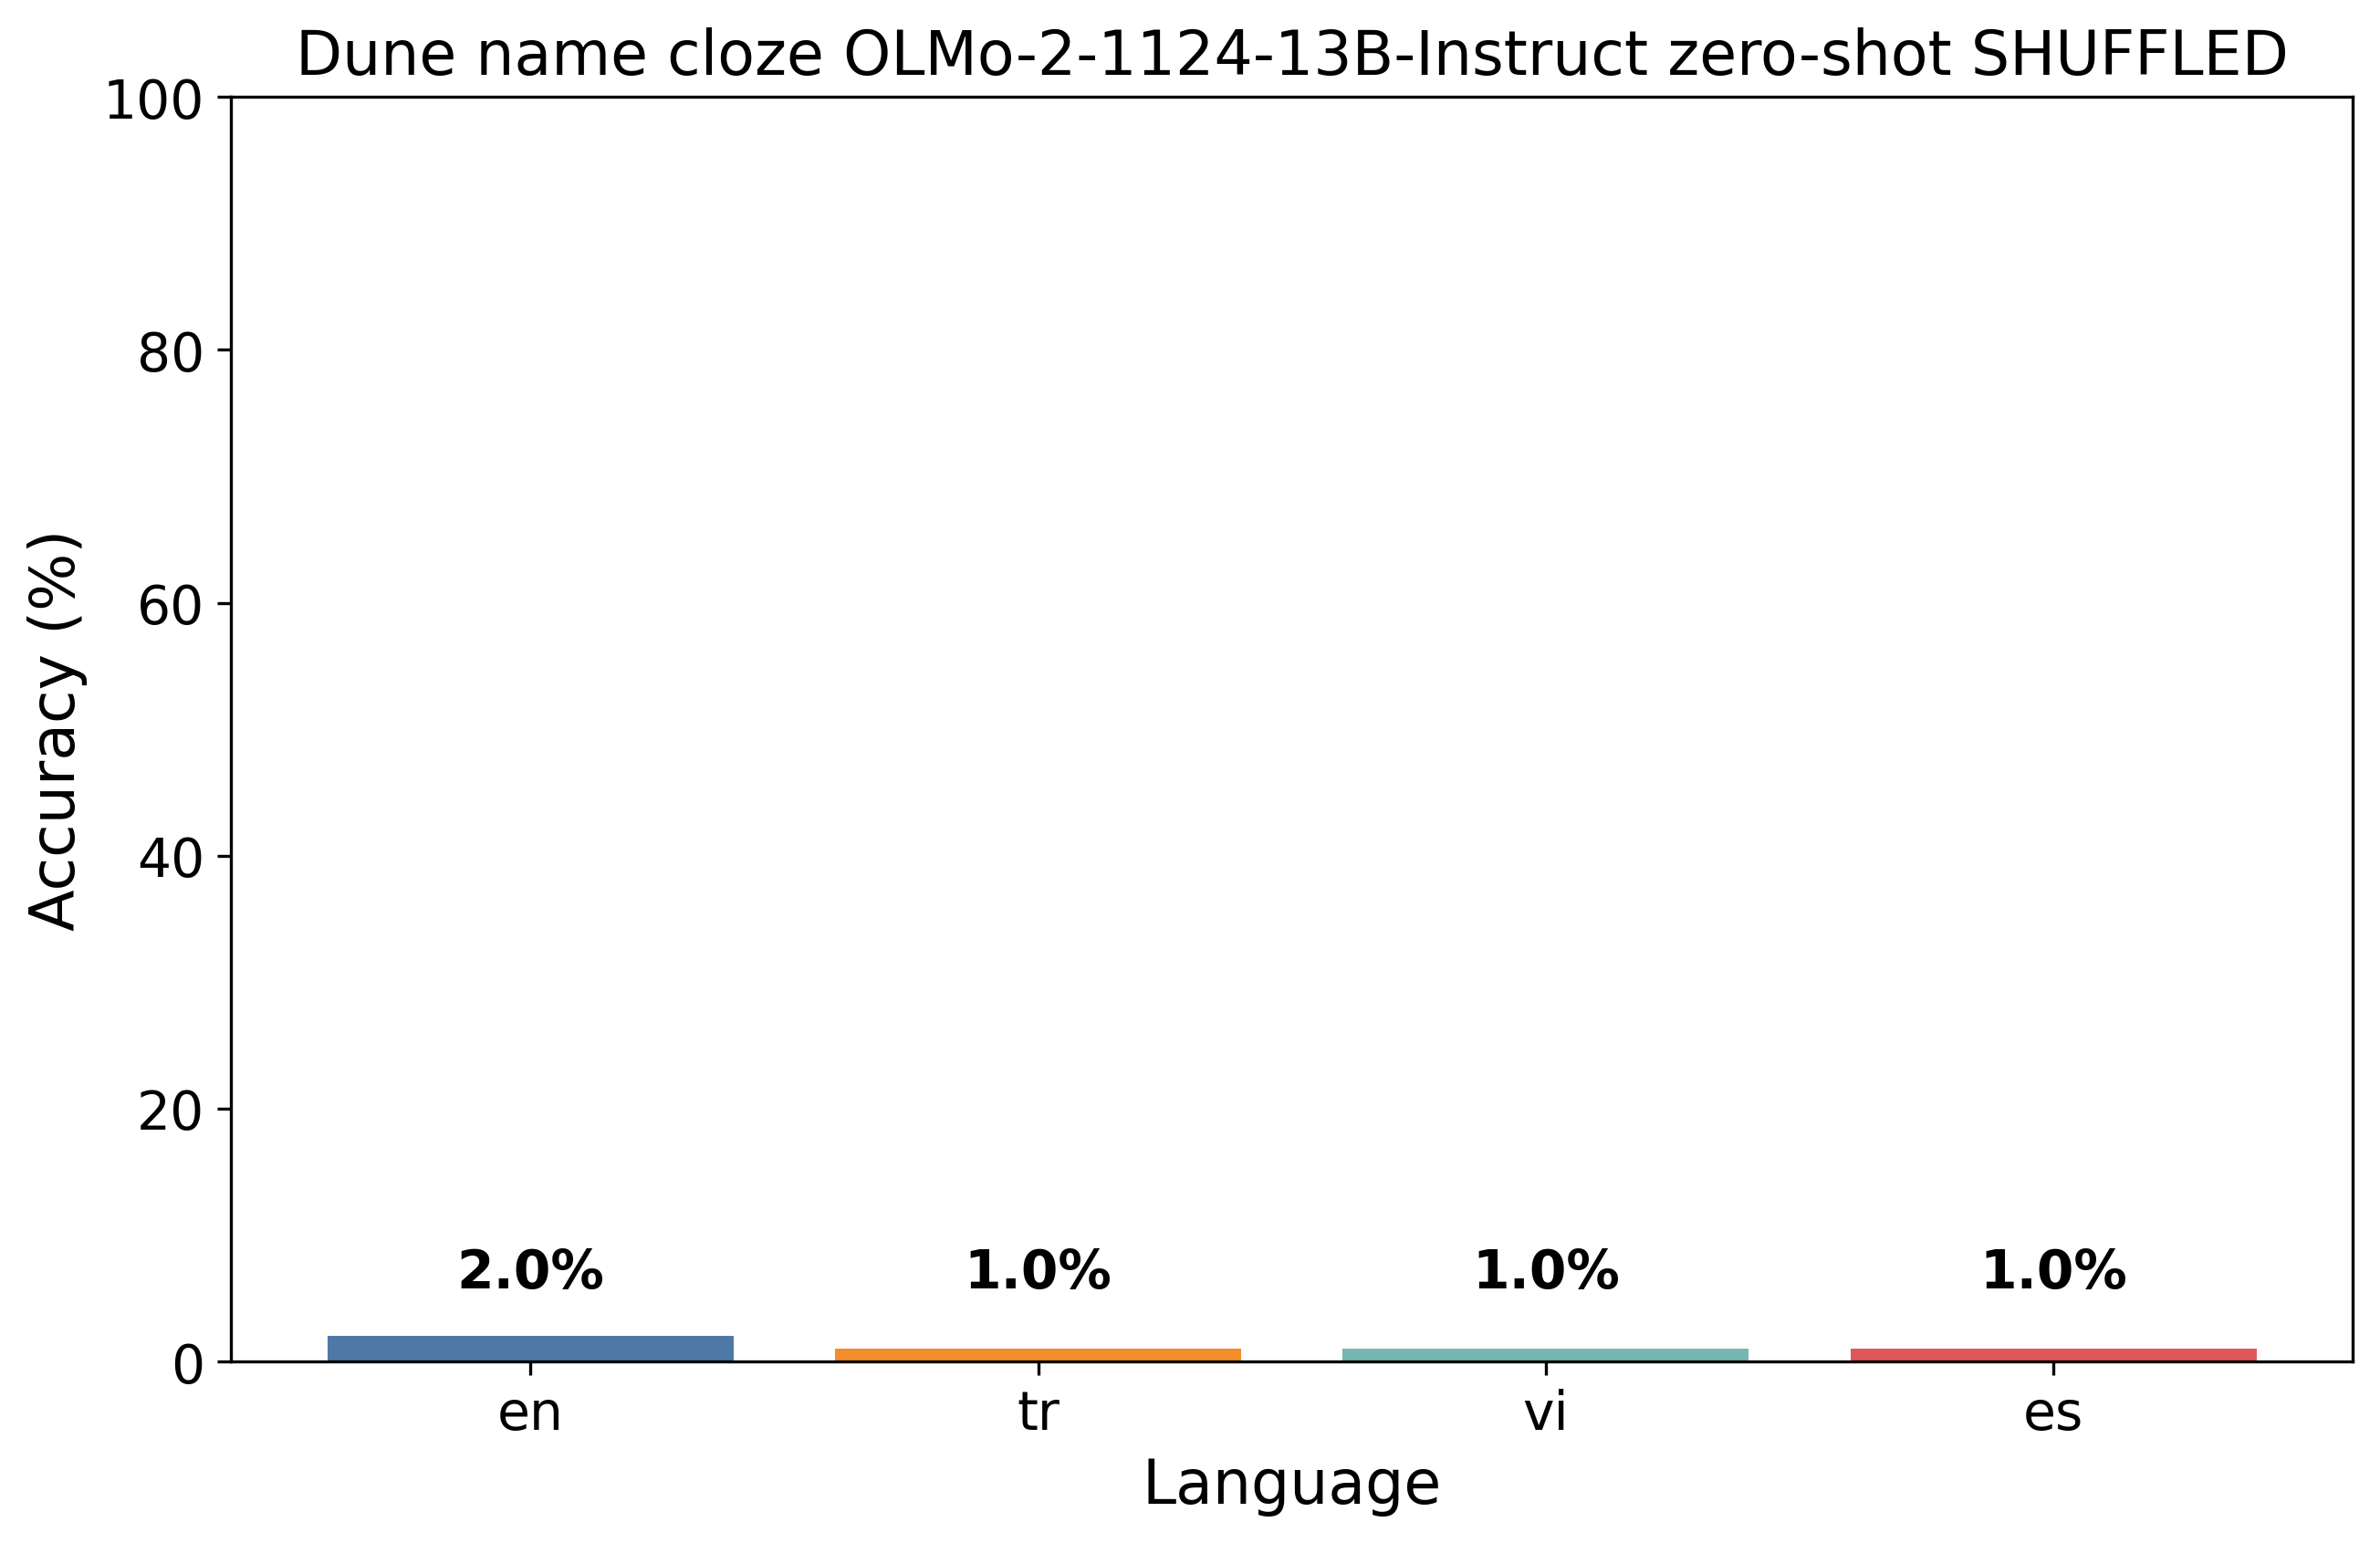 Dune name cloze OLMo-2-1124-13B-Instruct zero-shot SHUFFLED
Accuracy (%)
100
80
60
40
20
0
2.0%
1.0%
1.0%
1.0%
en
tr
vi
es
Language